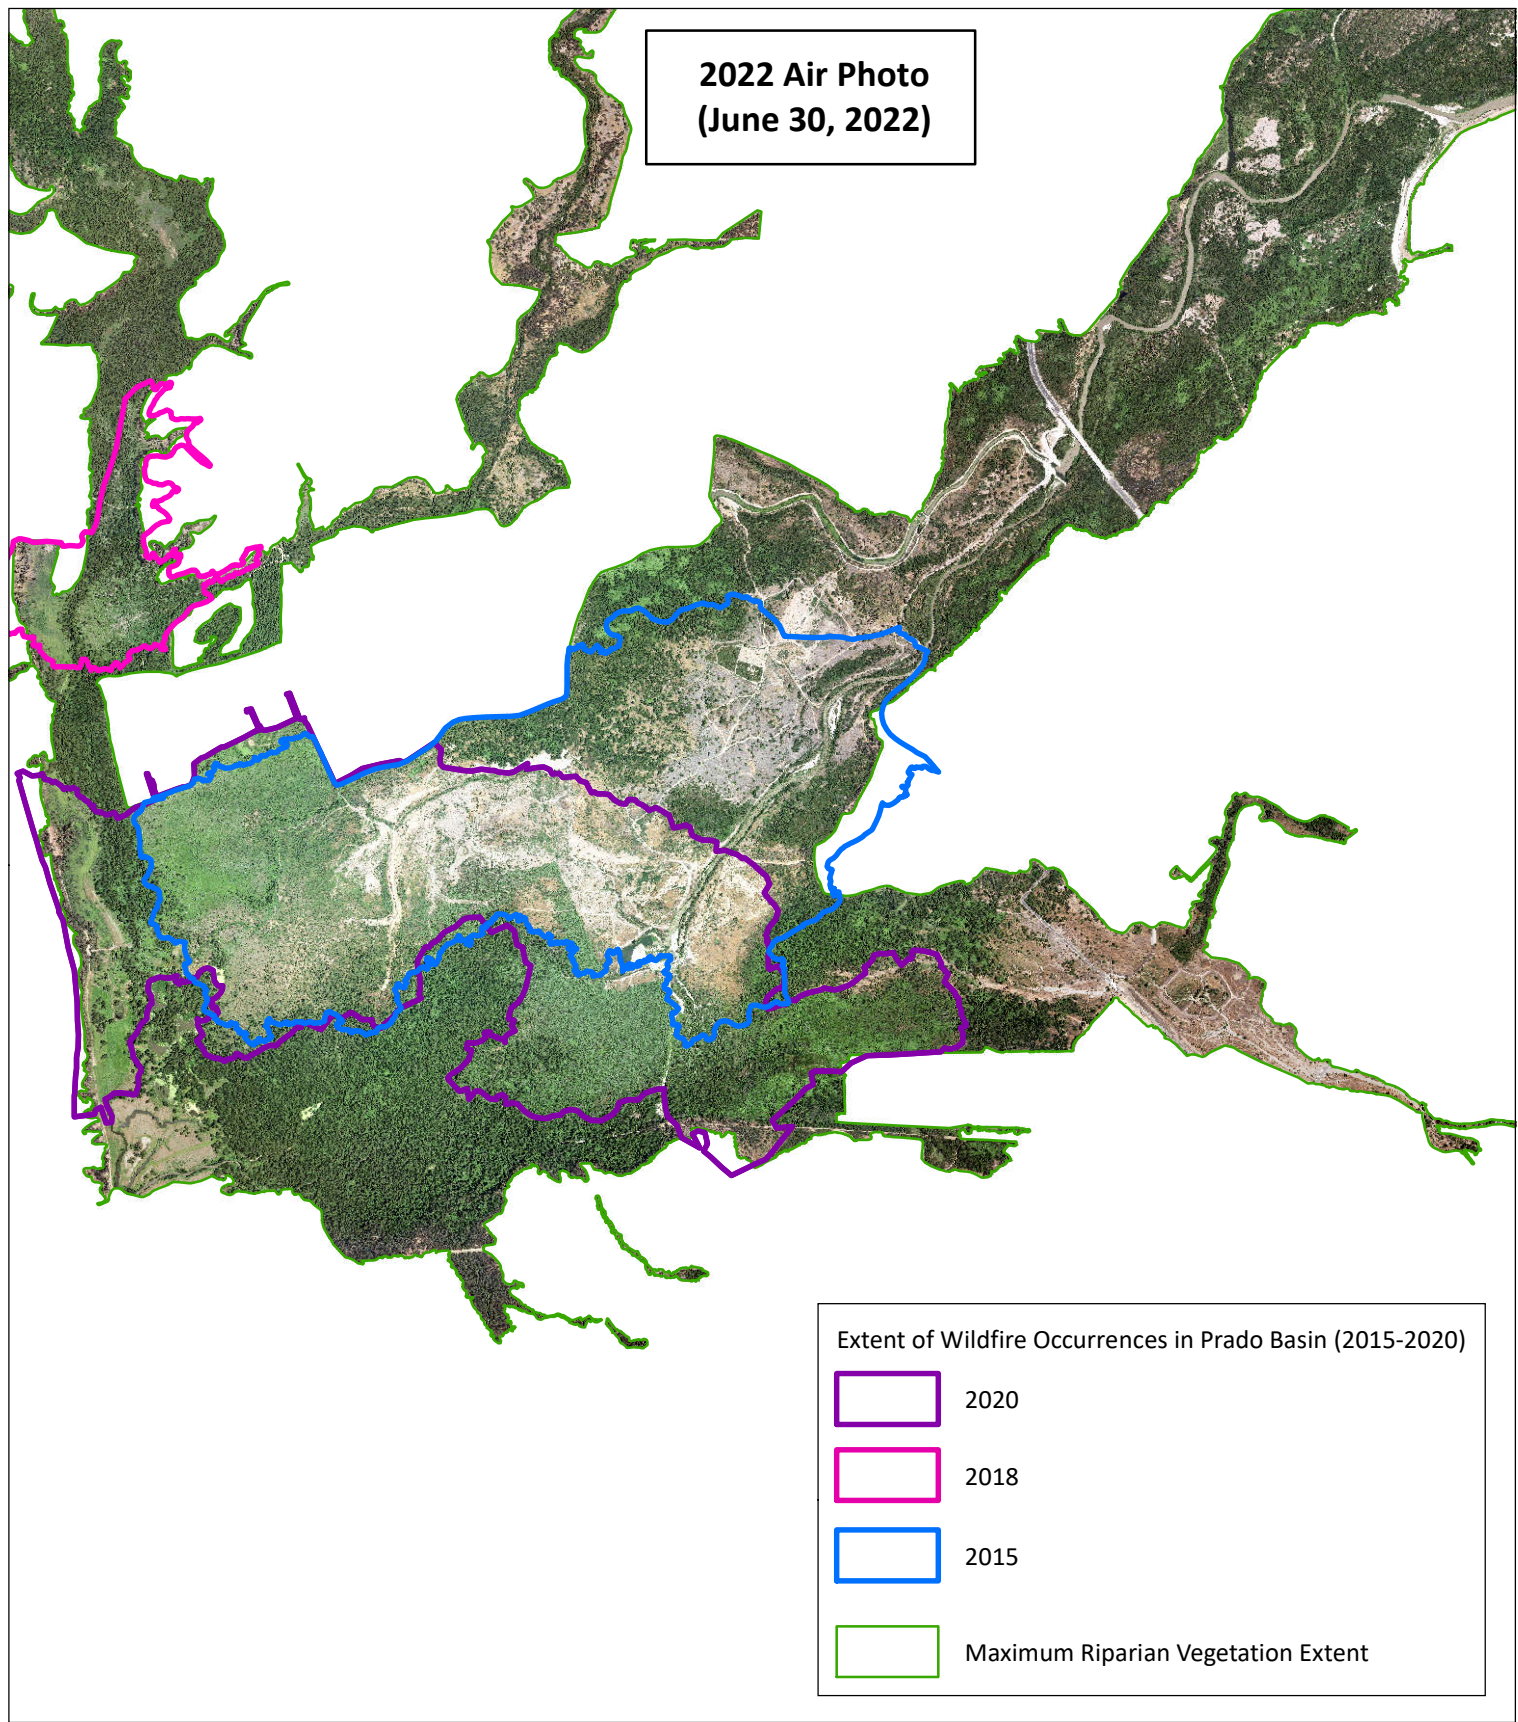 2022 Air Photo
(June 30, 2022)
Extent of Wildfire Occurrences in Prado Basin (2015-2020)
2020
2018
2015
Maximum Riparian Vegetation Extent